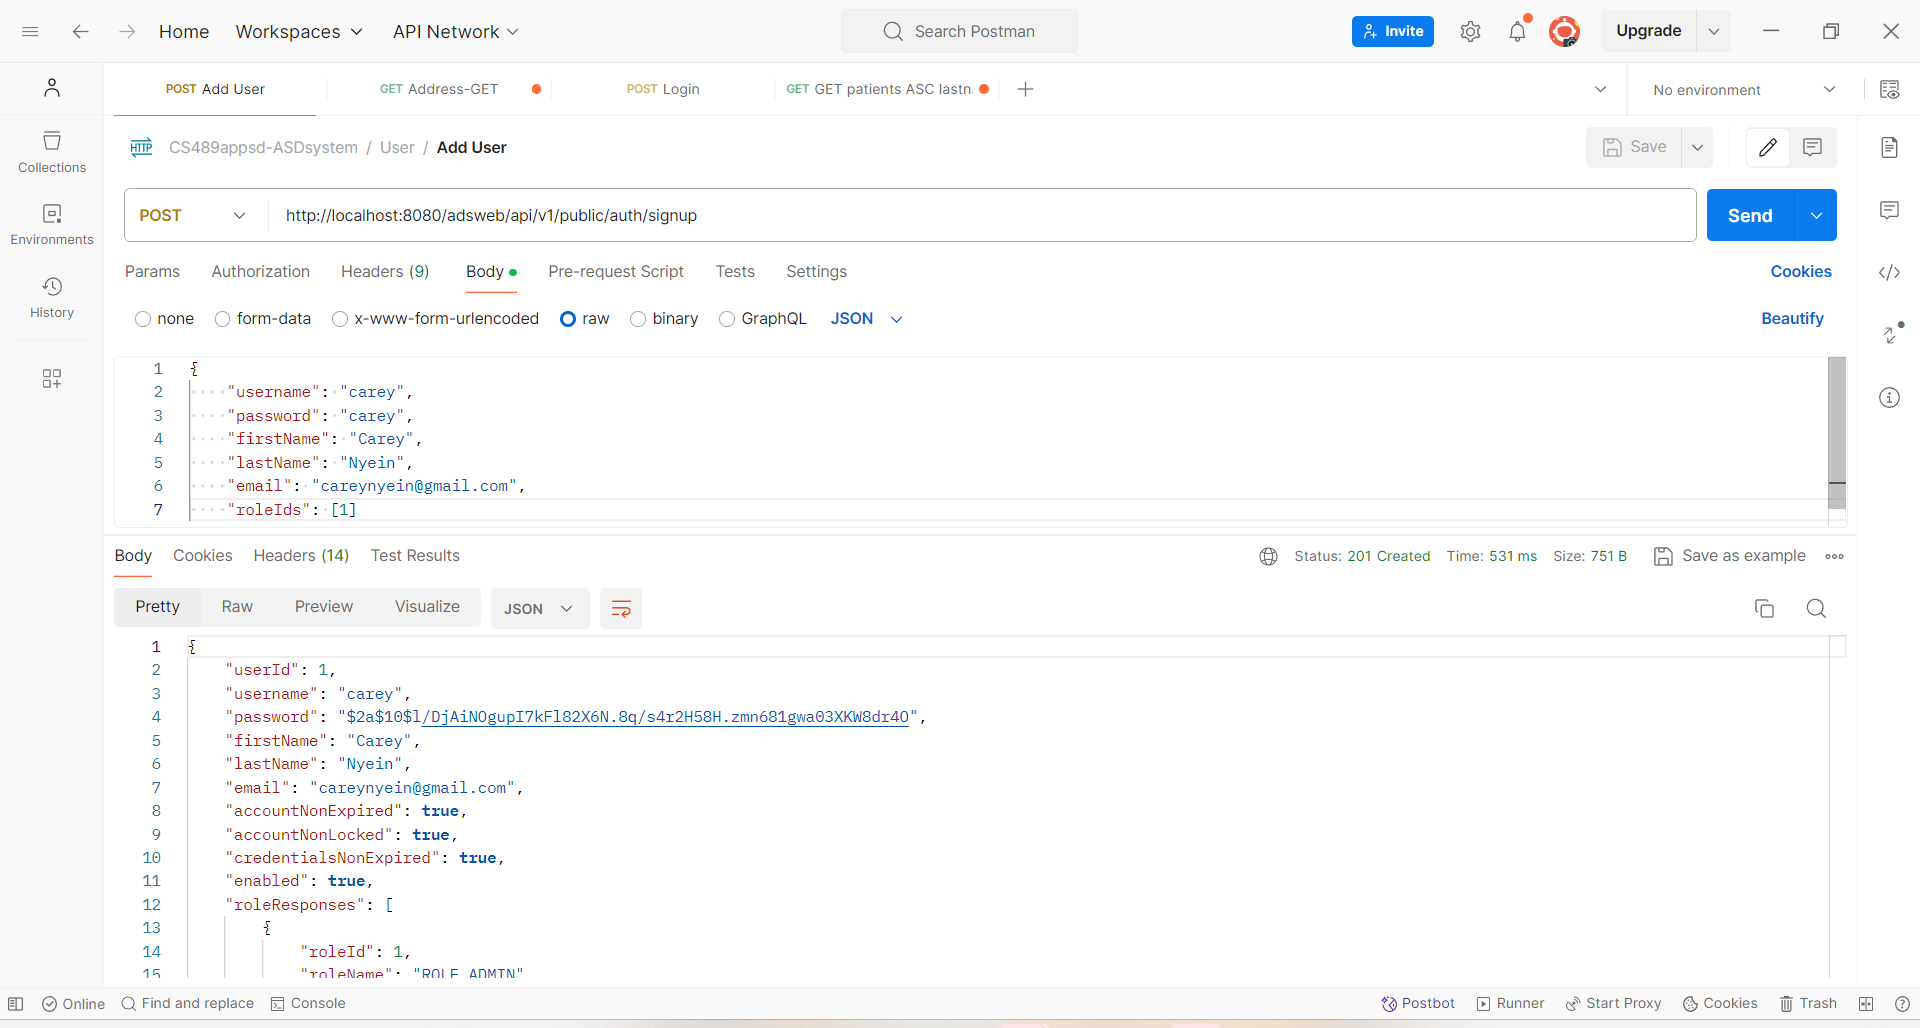 Home Workspaces API Network Search Postman Invite Upgrade
POST Add User GET Address-GET POST Login GET GET patients ASC lastn No environment
HTTP CS489appsd-ASDsystem / User / Add User Save
Collections
Environments
History
POST http://localhost:8080/adsweb/api/v1/public/auth/signup Send
Params Authorization Headers (9) Body Pre-request Script Tests Settings Cookies
none form-data x-www-form-urlencoded raw binary GraphQL JSON Beautify
1 {
2 "username": "carey",
3 "password": "carey",
4 "firstName": "Carey",
5 "lastName": "Nyein",
6 "email": "careynyein@gmail.com",
7 "roleIds": [1]
Body Cookies Headers (14) Test Results Status: 201 Created Time: 531 ms Size: 751 B Save as example
Pretty Raw Preview Visualize JSON
1 {
2 "userId": 1,
3 "username": "carey",
4 "password": "$2a$10$l/DjAiNOgupI7kFl82X6N.8q/s4r2H58H.zmn681gwa03XKW8dr4O",
5 "firstName": "Carey",
6 "lastName": "Nyein",
7 "email": "careynyein@gmail.com",
8 "accountNonExpired": true,
9 "accountNonLocked": true,
10 "credentialsNonExpired": true,
11 "enabled": true,
12 "roleResponses": [
13 {
14 "roleId": 1,
15 "roleName": "ROLE_ADMIN"
Online Find and replace Console Postbot Runner Start Proxy Cookies Trash